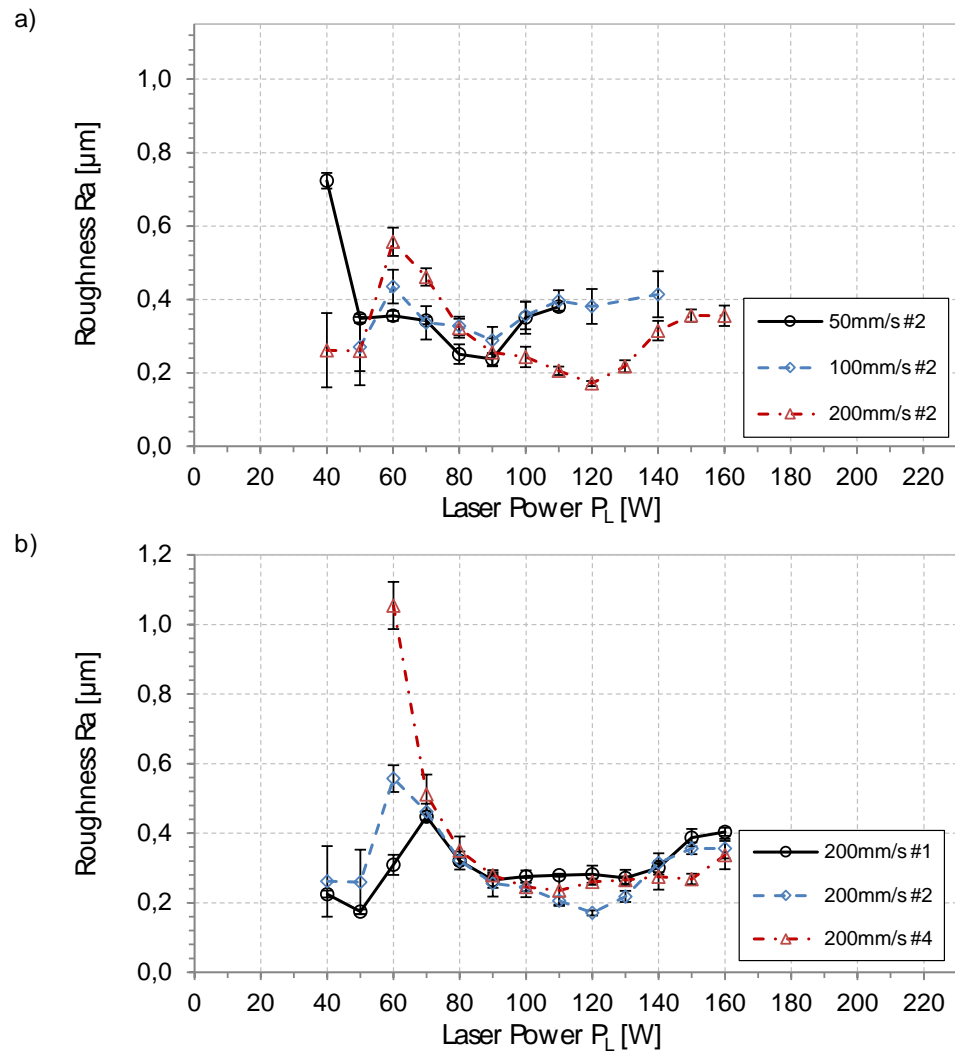 a)
Roughness Ra [µm]
1,0
0,8
0,6
0,4
0,2
0,0
0 20 40 60 80 100 120 140 160 180 200 220
Laser Power P_L [W]
50mm/s #2
100mm/s #2
200mm/s #2
b)
Roughness Ra [µm]
1,2
1,0
0,8
0,6
0,4
0,2
0,0
0 20 40 60 80 100 120 140 160 180 200 220
Laser Power P_L [W]
200mm/s #1
200mm/s #2
200mm/s #4